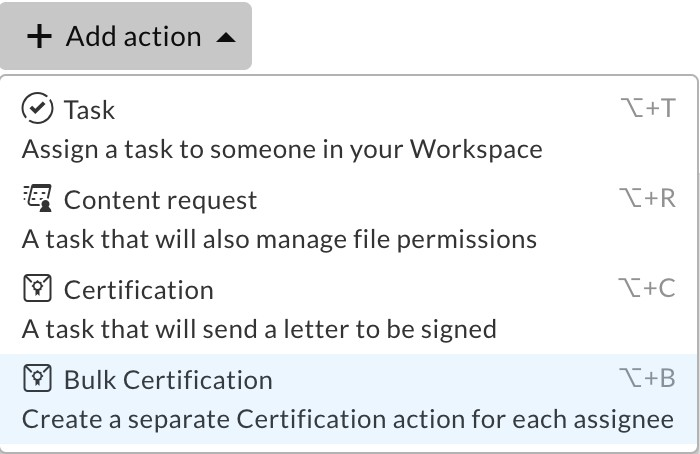 + Add action
Task ⌥+T
Assign a task to someone in your Workspace
Content request ⌥+R
A task that will also manage file permissions
Certification ⌥+C
A task that will send a letter to be signed
Bulk Certification ⌥+B
Create a separate Certification action for each assignee